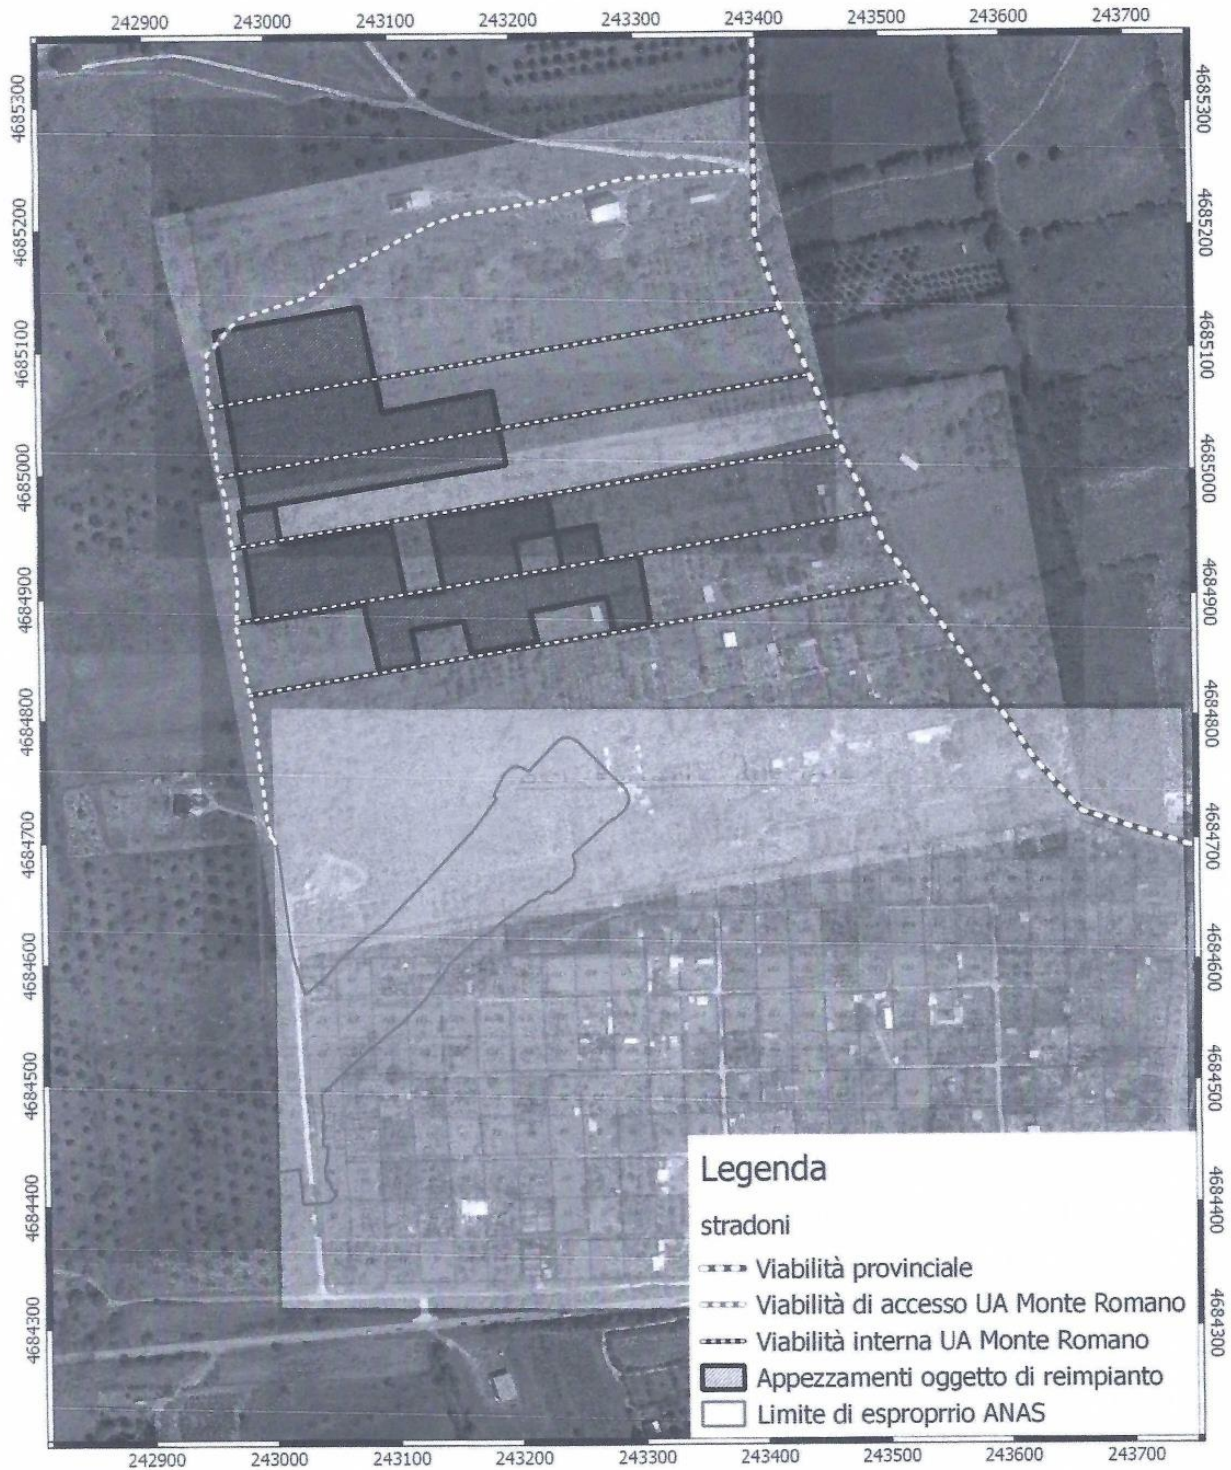 242900 243000 243100 243200 243300 243400 243500 243600 243700
4685300 4685300
4685200 4685200
4685100 4685100
4685000 4685000
4684900 4684900
4684800 4684800
4684700 4684700
4684600 4684600
4684500 4684500
4684400 4684400
4684300 4684300
Legenda
stradoni
Viabilità provinciale
Viabilità di accesso UA Monte Romano
Viabilità interna UA Monte Romano
Appezzamenti oggetto di reimpianto
Limite di esproprrio ANAS
242900 243000 243100 243200 243300 243400 243500 243600 243700